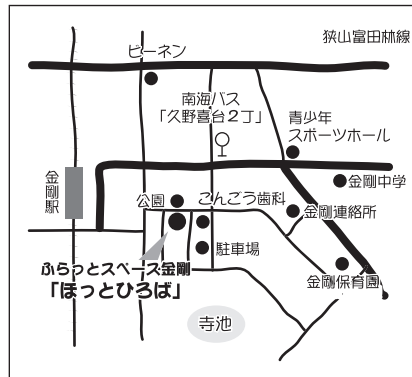 狭山富田林線
ピーネン
南海バス
「久野喜台２丁」
青少年
スポーツホール
金剛駅
公園
こんごう歯科
金剛中学
金剛連絡所
駐車場
ふらっとスペース金剛
「ほっとひろば」
金剛保育園
寺池